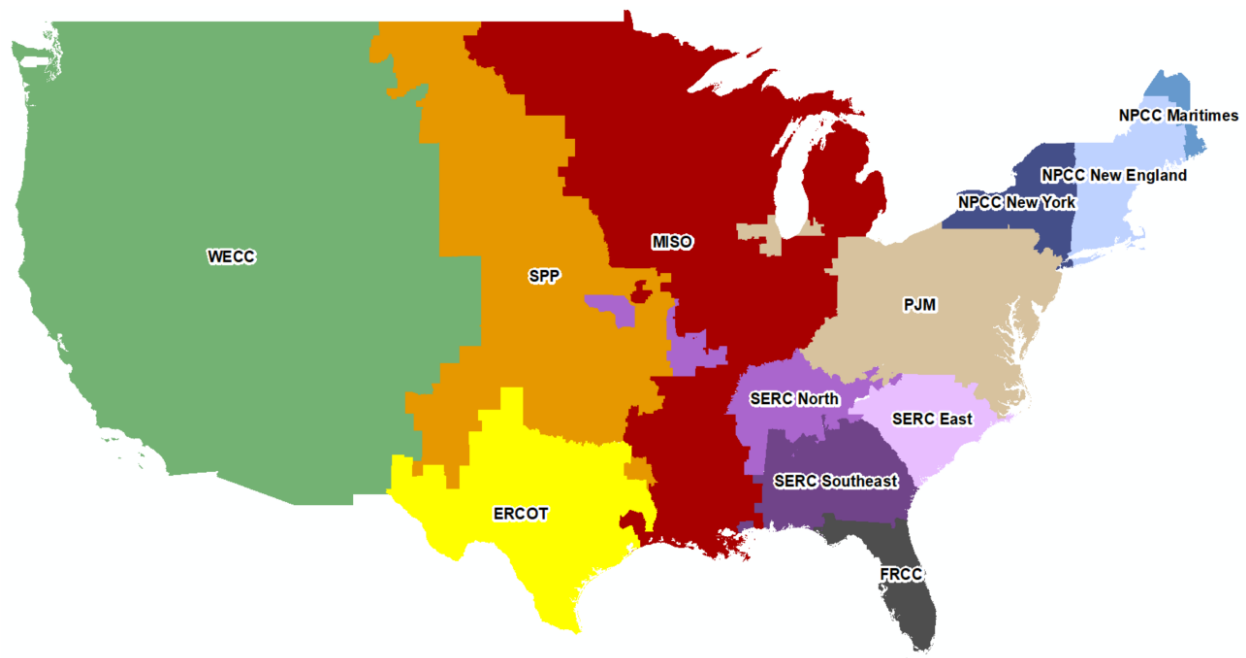 NPCC Maritimes
NPCC New England
NPCC New York
MISO
WECC
SPP
PJM
SERC North
SERC East
SERC Southeast
ERCOT
FRCC